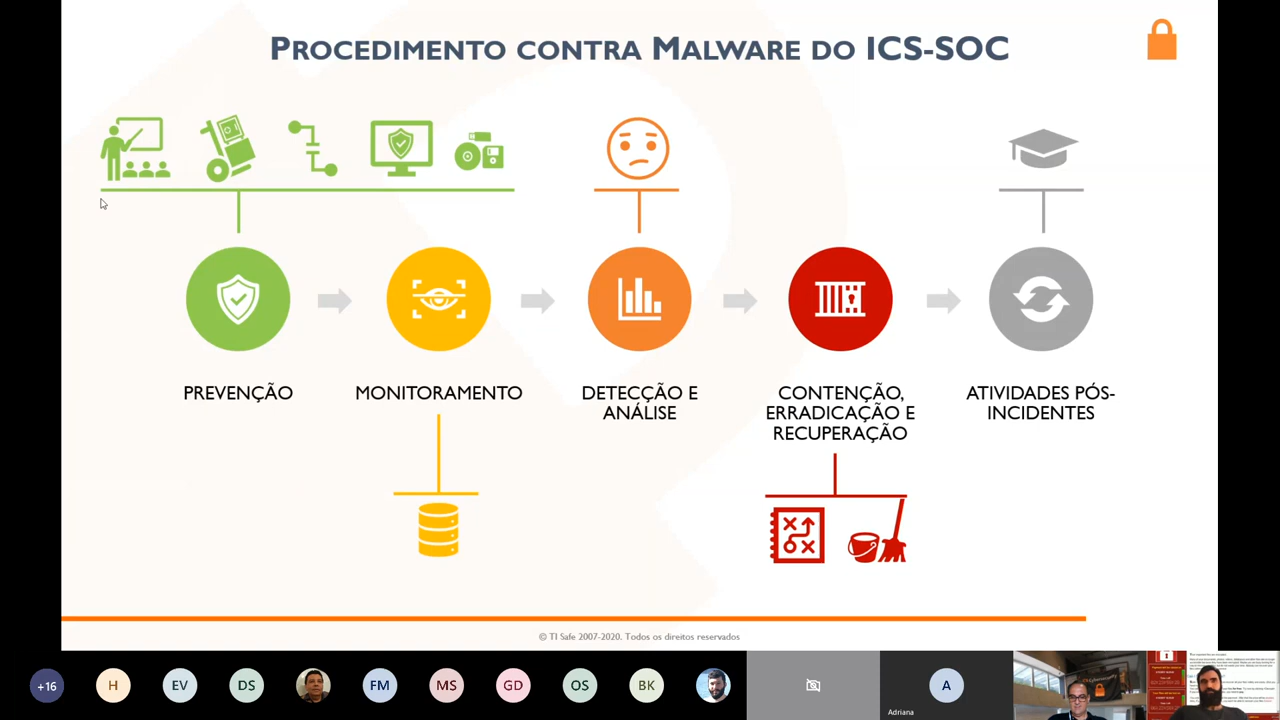 PROCEDIMENTO CONTRA MALWARE DO ICS-SOC
PREVENÇÃO
MONITORAMENTO
DETECÇÃO E
ANÁLISE
CONTENÇÃO,
ERRADICAÇÃO E
RECUPERAÇÃO
ATIVIDADES PÓS-
INCIDENTES
© TI Safe 2007-2020. Todos os direitos reservados
+16
H
EV
DS
FM
MS
GD
OS
BK
A
Adriana